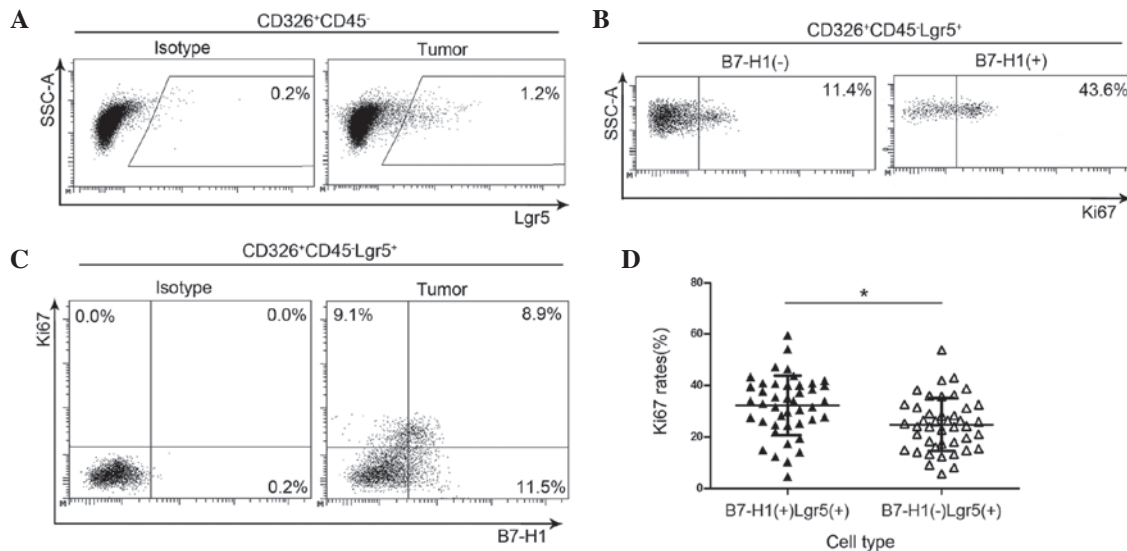 A
CD326⁺CD45⁻
Isotype
Tumor
SSC-A
0.2%
1.2%
Lgr5
B
CD326⁺CD45⁻Lgr5⁺
B7-H1(-)
B7-H1(+)
SSC-A
11.4%
43.6%
Ki67
C
CD326⁺CD45⁻Lgr5⁺
Isotype
Tumor
Ki67
0.0%
0.0%
9.1%
8.9%
0.2%
11.5%
B7-H1
D
80
*
60
Ki67 rates(%)
40
20
0
B7-H1(+)Lgr5(+)
B7-H1(-)Lgr5(+)
Cell type